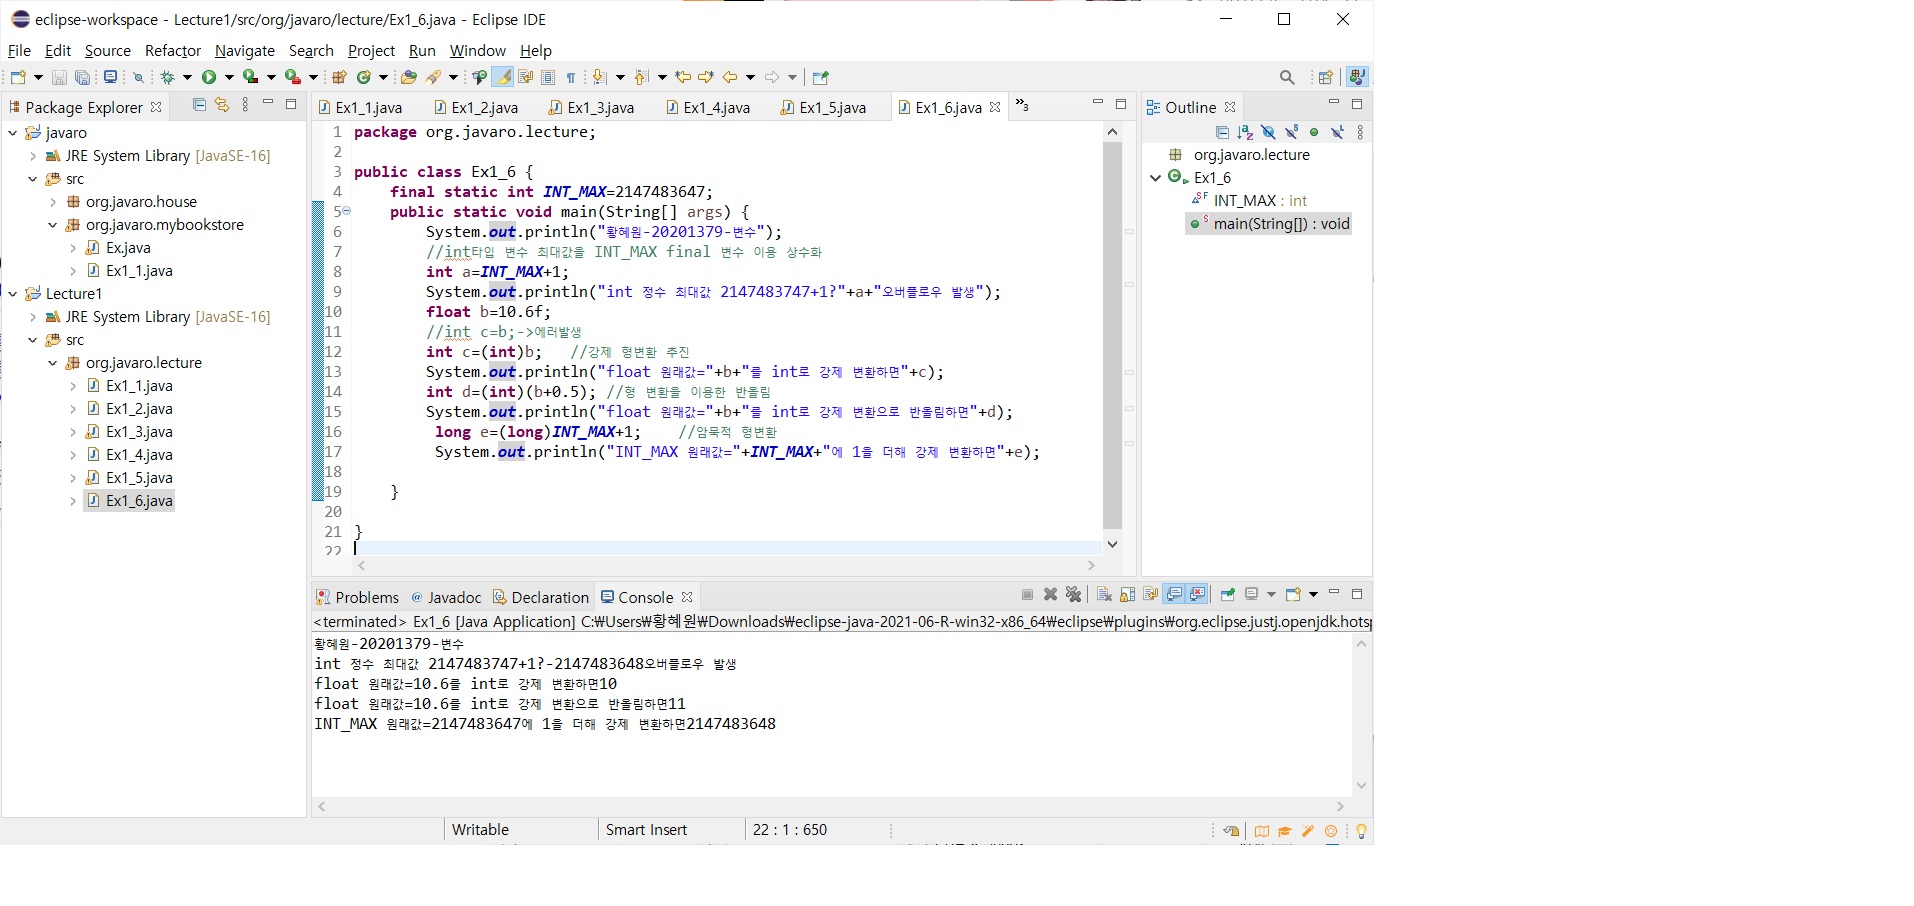 eclipse-workspace - Lecture1/src/org/javaro/lecture/Ex1_6.java - Eclipse IDE
File Edit Source Refactor Navigate Search Project Run Window Help
Package Explorer
javaro
JRE System Library [JavaSE-16]
src
org.javaro.house
org.javaro.mybookstore
Ex.java
Ex1_1.java
Lecture1
JRE System Library [JavaSE-16]
src
org.javaro.lecture
Ex1_1.java
Ex1_2.java
Ex1_3.java
Ex1_4.java
Ex1_5.java
Ex1_6.java
Ex1_1.java Ex1_2.java Ex1_3.java Ex1_4.java Ex1_5.java Ex1_6.java »3
1 package org.javaro.lecture;
2
3 public class Ex1_6 {
4 final static int INT_MAX=2147483647;
5 public static void main(String[] args) {
6 System.out.println("황혜원-20201379-변수");
7 //int타입 변수 최대값을 INT_MAX final 변수 이용 상수화
8 int a=INT_MAX+1;
9 System.out.println("int 정수 최대값 2147483747+1?"+a+"오버플로우 발생");
10 float b=10.6f;
11 //int c=b;->에러발생
12 int c=(int)b; //강제 형변환 추진
13 System.out.println("float 원래값="+b+"를 int로 강제 변환하면"+c);
14 int d=(int)(b+0.5); //형 변환을 이용한 반올림
15 System.out.println("float 원래값="+b+"를 int로 강제 변환으로 반올림하면"+d);
16 long e=(long)INT_MAX+1; //암묵적 형변환
17 System.out.println("INT_MAX 원래값="+INT_MAX+"에 1을 더해 강제 변환하면"+e);
18
19 }
20
21 }
22
Outline
org.javaro.lecture
Ex1_6
INT_MAX : int
main(String[]) : void
Problems Javadoc Declaration Console
<terminated> Ex1_6 [Java Application] C:₩Users₩황혜원₩Downloads₩eclipse-java-2021-06-R-win32-x86_64₩eclipse₩plugins₩org.eclipse.justj.openjdk.hotsp
황혜원-20201379-변수
int 정수 최대값 2147483747+1?-2147483648오버플로우 발생
float 원래값=10.6를 int로 강제 변환하면10
float 원래값=10.6를 int로 강제 변환으로 반올림하면11
INT_MAX 원래값=2147483647에 1을 더해 강제 변환하면2147483648
Writable Smart Insert 22 : 1 : 650